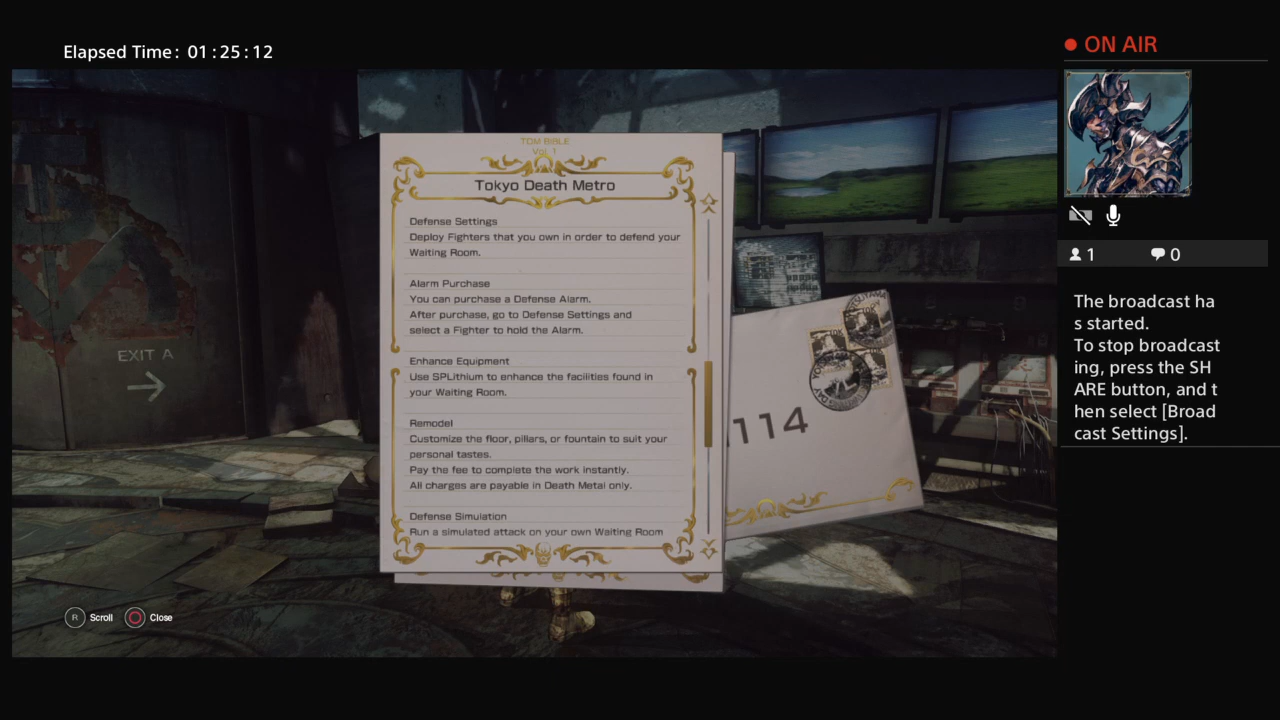 Elapsed Time: 01:25:12
ON AIR
TDM BIBLE
Vol. 1
Tokyo Death Metro
Defense Settings
Deploy Fighters that you own in order to defend your
Waiting Room.
Alarm Purchase
You can purchase a Defense Alarm.
After purchase, go to Defense Settings and
select a Fighter to hold the Alarm.
Enhance Equipment
Use SPLithium to enhance the facilities found in
your Waiting Room.
Remodel
Customize the floor, pillars, or fountain to suit your
personal tastes.
Pay the fee to complete the work instantly.
All charges are payable in Death Metal only.
Defense Simulation
Run a simulated attack on your own Waiting Room
EXIT A
114
R Scroll Close
1 0
The broadcast ha
s started.
To stop broadcast
ing, press the SH
ARE button, and t
hen select [Broad
cast Settings].